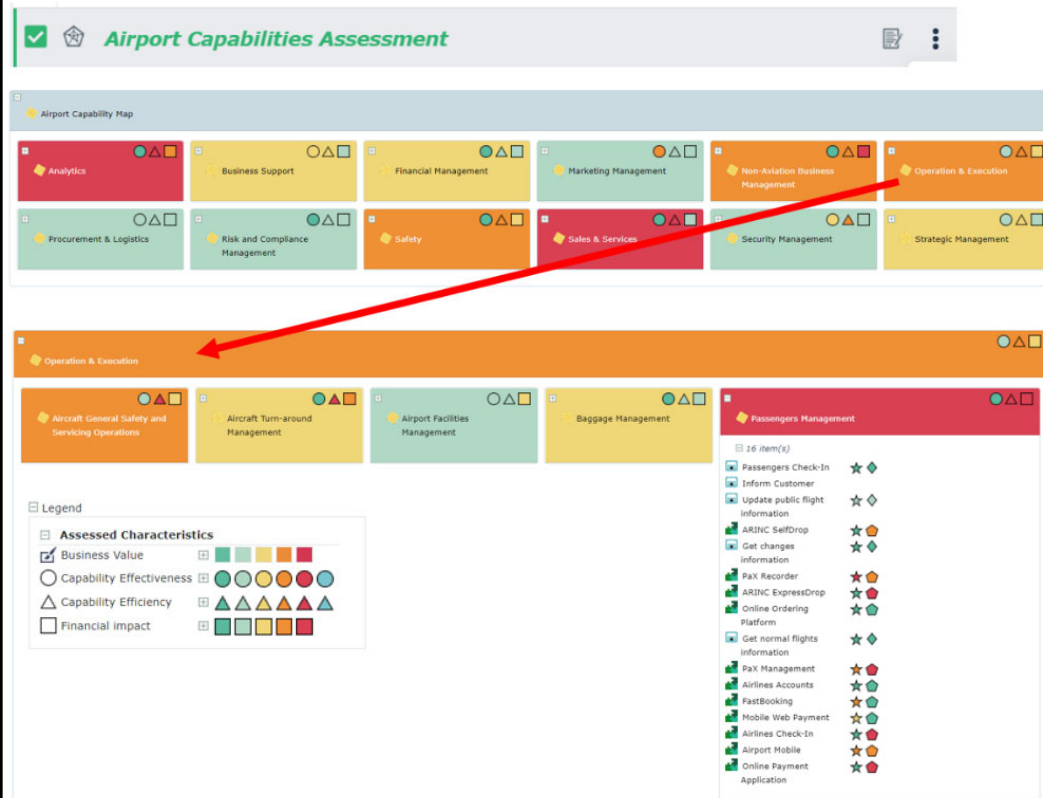 Airport Capabilities Assessment
Airport Capability Map
Analytics
Business Support
Financial Management
Marketing Management
Non-Aviation Business
Management
Operation & Execution
Procurement & Logistics
Risk and Compliance
Management
Safety
Sales & Services
Security Management
Strategic Management
Operation & Execution
Aircraft General Safety and
Servicing Operations
Aircraft Turn-around
Management
Airport Facilities
Management
Baggage Management
Passengers Management
16 item(s)
Passengers Check-In
Inform Customer
Update public flight
information
ARINC SelfDrop
Get changes
information
PaX Recorder
ARINC ExpressDrop
Online Ordering
Platform
Get normal flights
information
PaX Management
Airlines Accounts
FastBooking
Mobile Web Payment
Airlines Check-In
Airport Mobile
Online Payment
Application
Legend
Assessed Characteristics
Business Value
Capability Effectiveness
Capability Efficiency
Financial impact